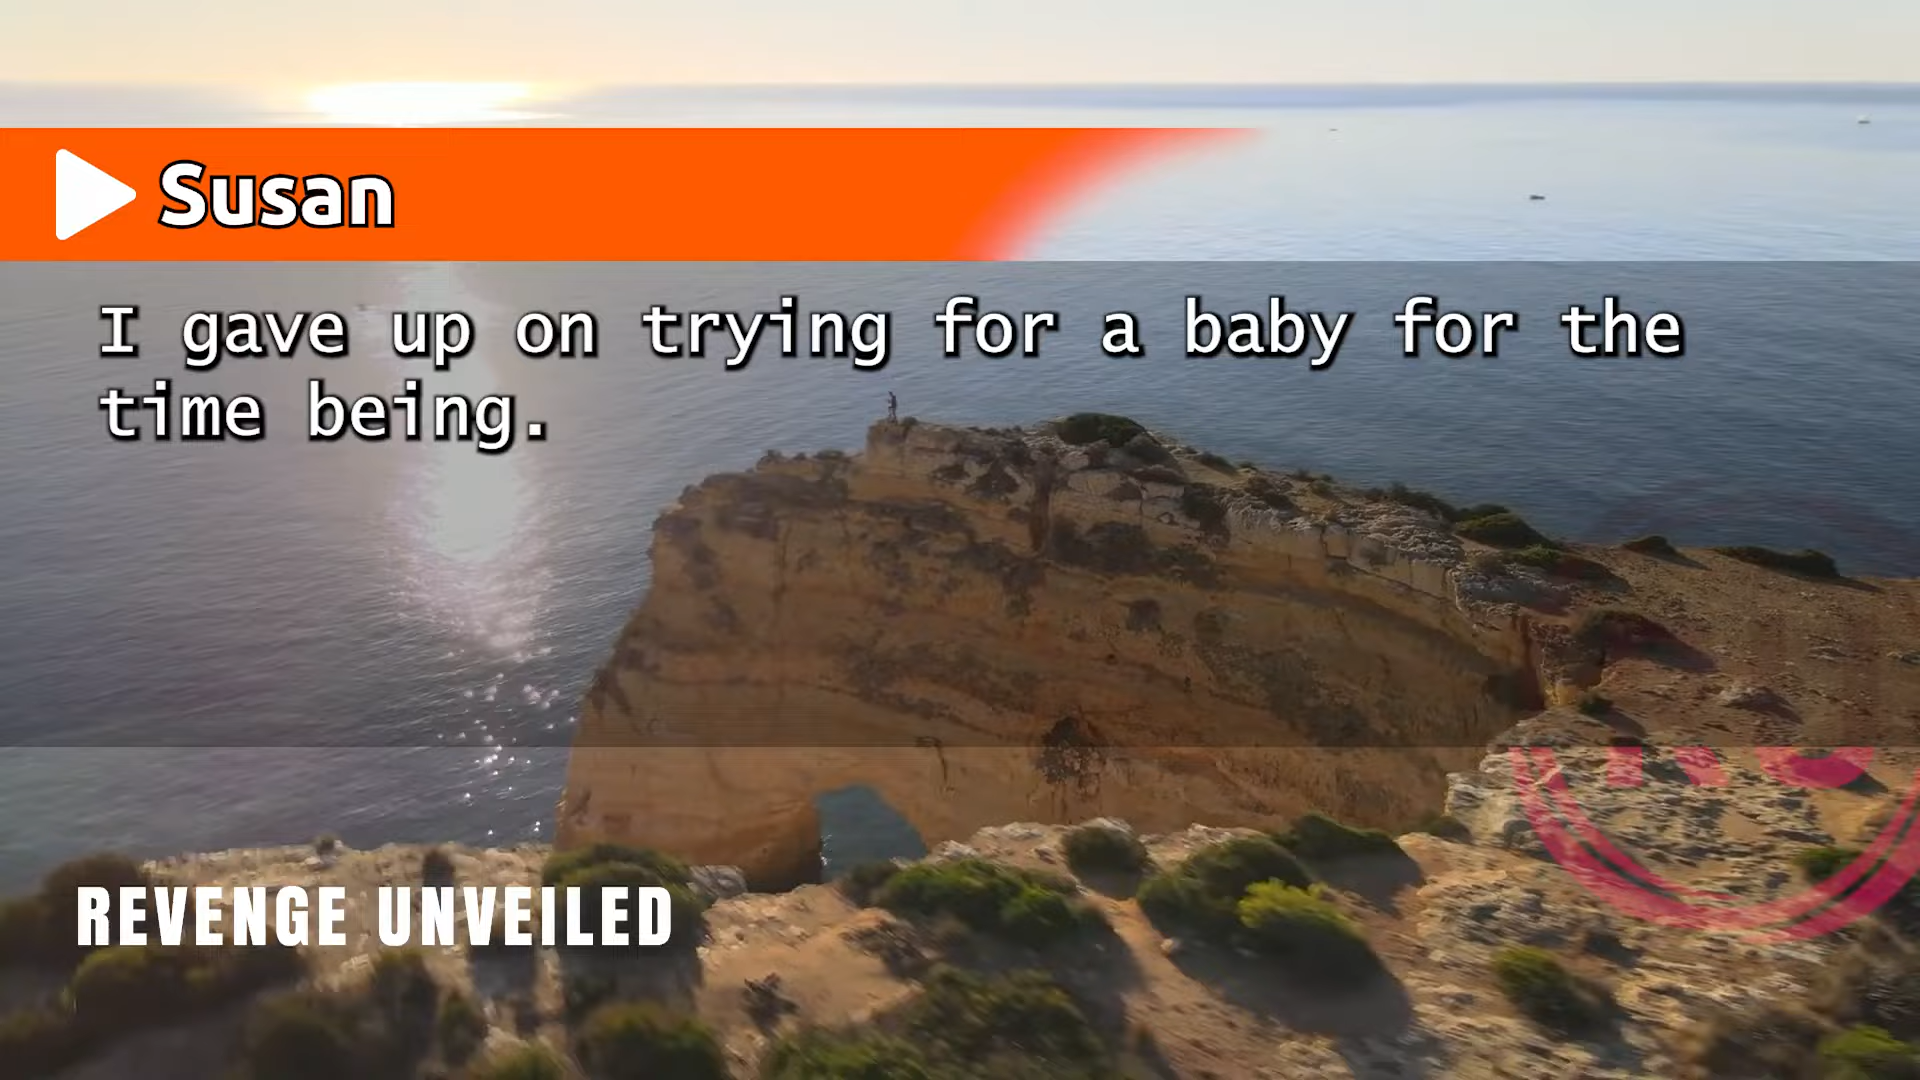 Susan
I gave up on trying for a baby for the
time being.
REVENGE UNVEILED